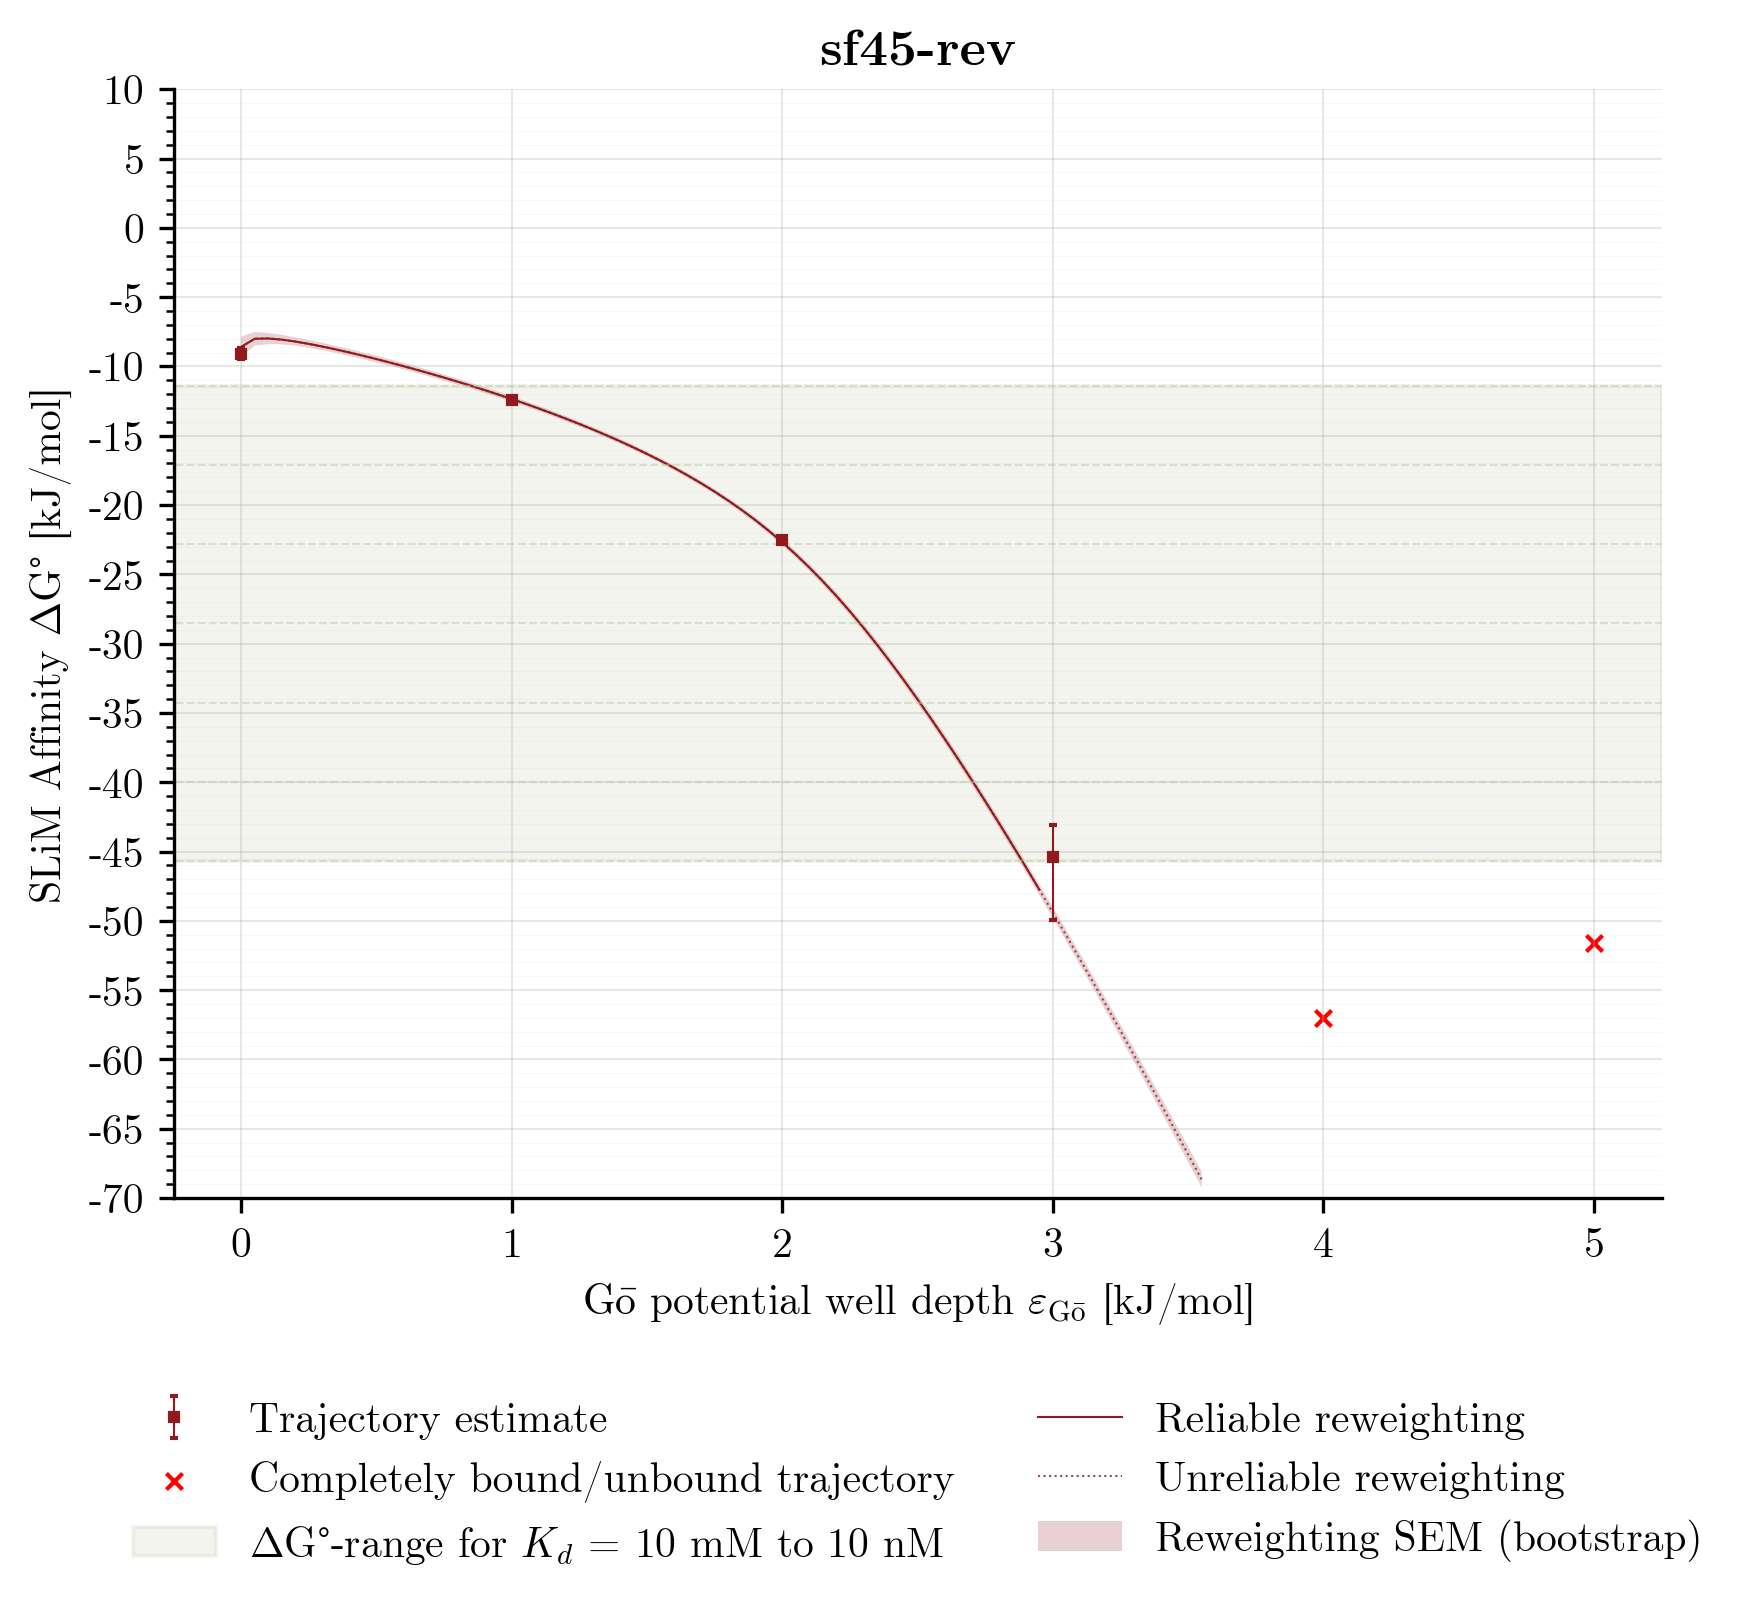 sf45-rev
10
5
0
-5
-10
-15
-20
-25
-30
-35
-40
-45
-50
-55
-60
-65
-70
SLiM Affinity ΔG° [kJ/mol]
0 1 2 3 4 5
Gō potential well depth εGō [kJ/mol]
Trajectory estimate
Completely bound/unbound trajectory
ΔG°-range for Kd = 10 mM to 10 nM
Reliable reweighting
Unreliable reweighting
Reweighting SEM (bootstrap)